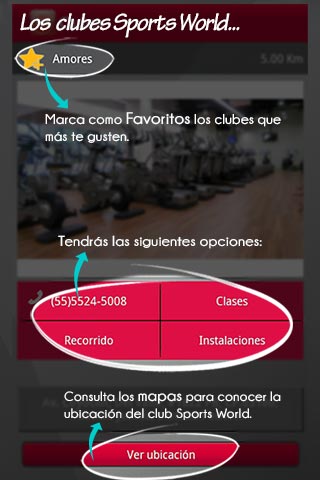 Los clubes Sports World...
Amores
5.00 Km
Marca como Favoritos los clubes que
más te gusten.
Tendrás las siguientes opciones:
(55)5524-5008
Clases
Recorrido
Instalaciones
Consulta los mapas para conocer la
ubicación del club Sports World.
Ver ubicación